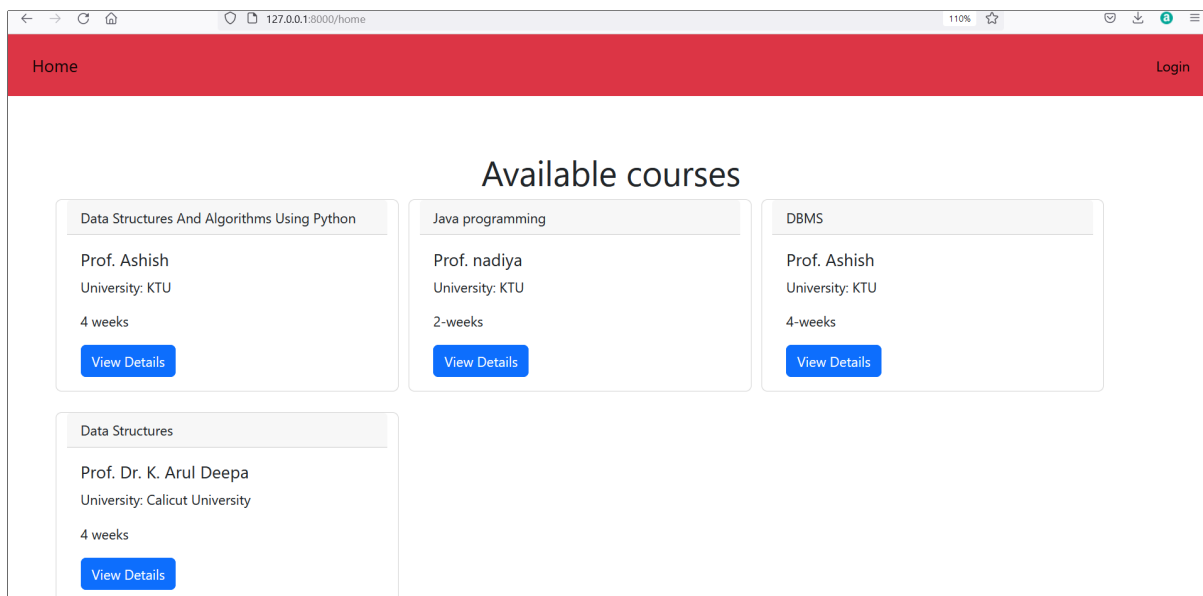 127.0.0.1:8000/home
110%
Home
Login
Available courses
Data Structures And Algorithms Using Python
Prof. Ashish
University: KTU
4 weeks
View Details
Java programming
Prof. nadiya
University: KTU
2-weeks
View Details
DBMS
Prof. Ashish
University: KTU
4-weeks
View Details
Data Structures
Prof. Dr. K. Arul Deepa
University: Calicut University
4 weeks
View Details